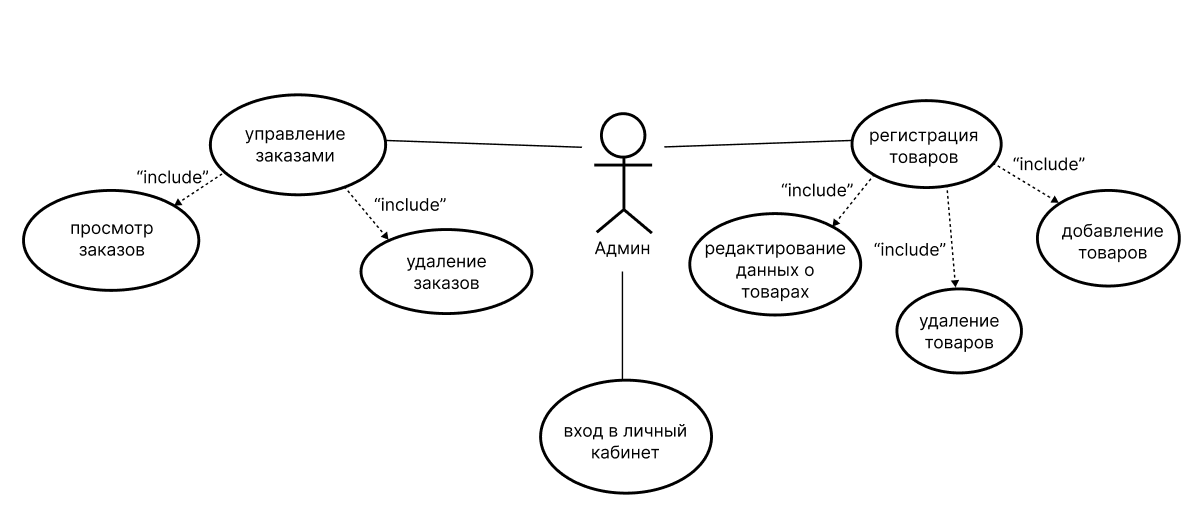 управление
заказами
“include”
просмотр
заказов
“include”
удаление
заказов
Админ
регистрация
товаров
“include”
редактирование
данных о
товарах
“include”
удаление
товаров
“include”
добавление
товаров
вход в личный
кабинет